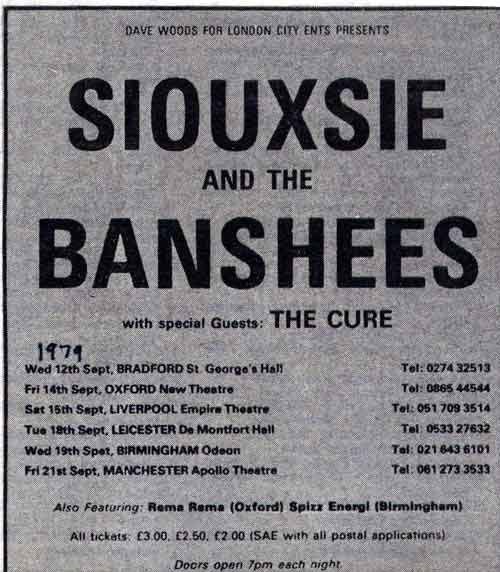 DAVE WOODS FOR LONDON CITY ENTS PRESENTS
SIOUXSIE
AND THE
BANSHEES
with special Guests: THE CURE
1979
Wed 12th Sept, BRADFORD St. George's Hall Tel: 0274 32513
Fri 14th Sept, OXFORD New Theatre Tel: 0865 44544
Sat 15th Sept, LIVERPOOL Empire Theatre Tel: 051 709 3514
Tue 18th Sept, LEICESTER De Montfort Hall Tel: 0533 27632
Wed 19th Spet, BIRMINGHAM Odeon Tel: 021 643 6101
Fri 21st Sept, MANCHESTER Apollo Theatre Tel: 061 273 3533
Also Featuring: Rema Rema (Oxford) Spizz Energi (Birmingham)
All tickets: £3.00, £2.50, £2.00 (SAE with all postal applications)
Doors open 7pm each night.